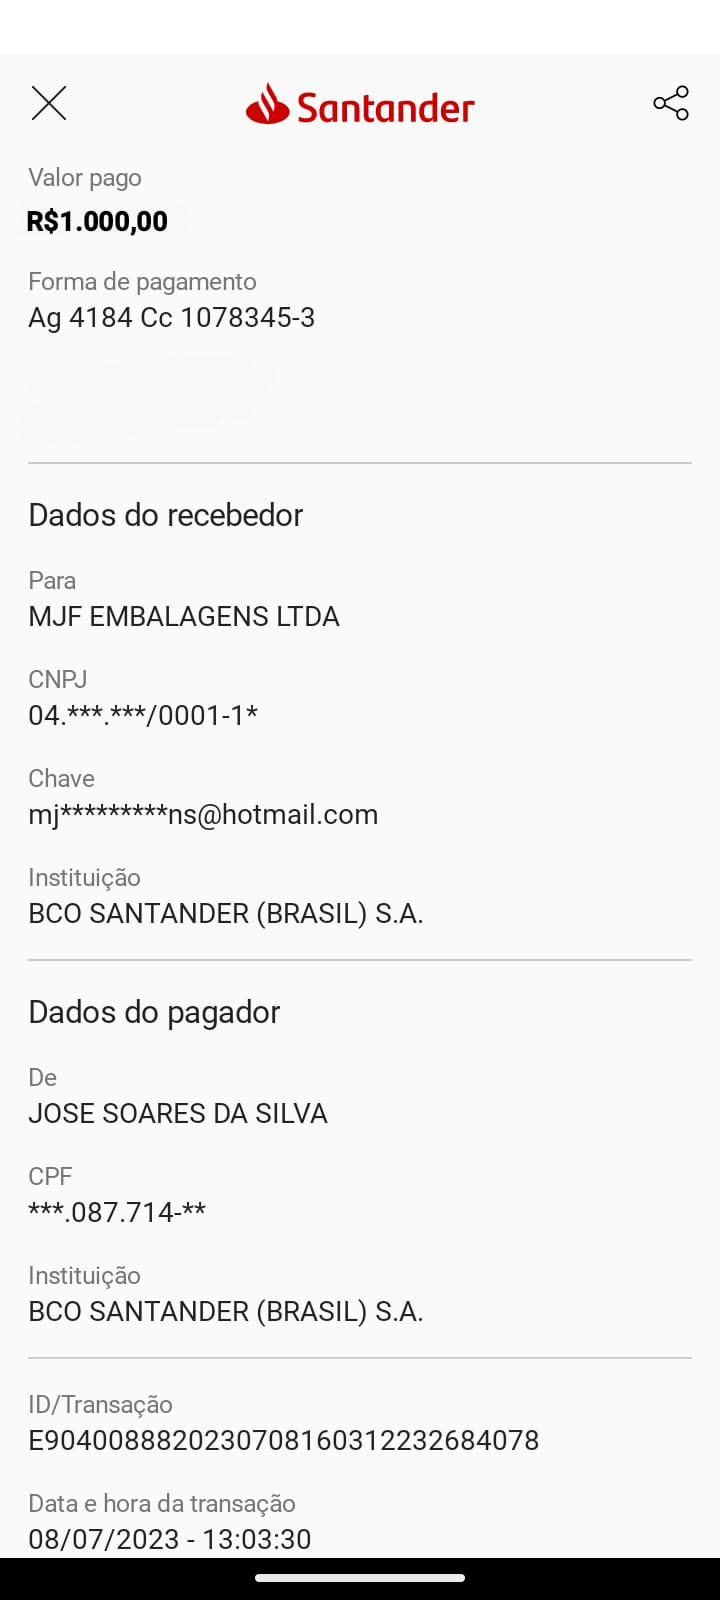 Santander
Valor pago
R$1.000,00
Forma de pagamento
Ag 4184 Cc 1078345-3
Dados do recebedor
Para
MJF EMBALAGENS LTDA
CNPJ
04.***.***/0001-1*
Chave
mj*********ns@hotmail.com
Instituição
BCO SANTANDER (BRASIL) S.A.
Dados do pagador
De
JOSE SOARES DA SILVA
CPF
***.087.714-**
Instituição
BCO SANTANDER (BRASIL) S.A.
ID/Transação
E9040088820230708160312232684078
Data e hora da transação
08/07/2023 - 13:03:30